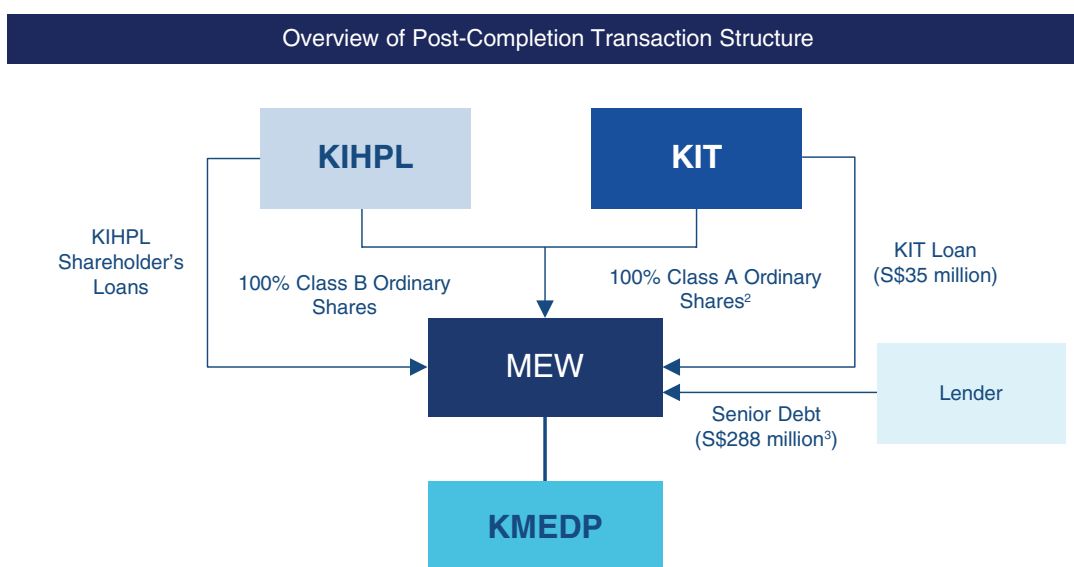 Overview of Post-Completion Transaction Structure
KIHPL
KIT
KIHPL
Shareholder's
Loans
100% Class B Ordinary
Shares
100% Class A Ordinary
Shares²
KIT Loan
(S$35 million)
MEW
Lender
Senior Debt
(S$288 million³)
KMEDP